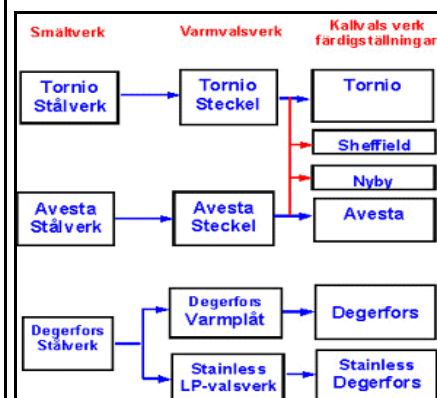 Smältverk
Varmvalsverk
Kallvals verk
färdigställningar
Tornio
Stålverk
Tornio
Steckel
Tornio
Sheffield
Nyby
Avesta
Stålverk
Avesta
Steckel
Avesta
Degerfors
Stålverk
Degerfors
Varmplåt
Degerfors
Stainless
LP-valsverk
Stainless
Degerfors